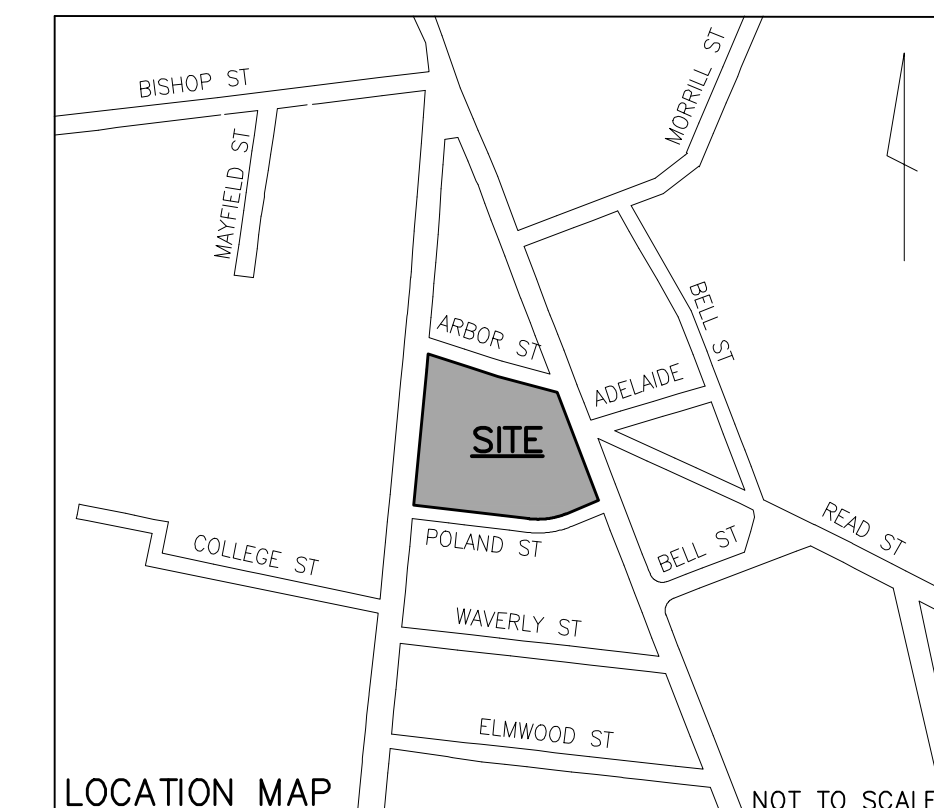 BISHOP ST
MORRILL ST
MAYFIELD ST
BELL ST
ARBOR ST
ADELAIDE
SITE
READ ST
POLAND ST
BELL ST
COLLEGE ST
WAVERLY ST
ELMWOOD ST
LOCATION MAP
NOT TO SCALE